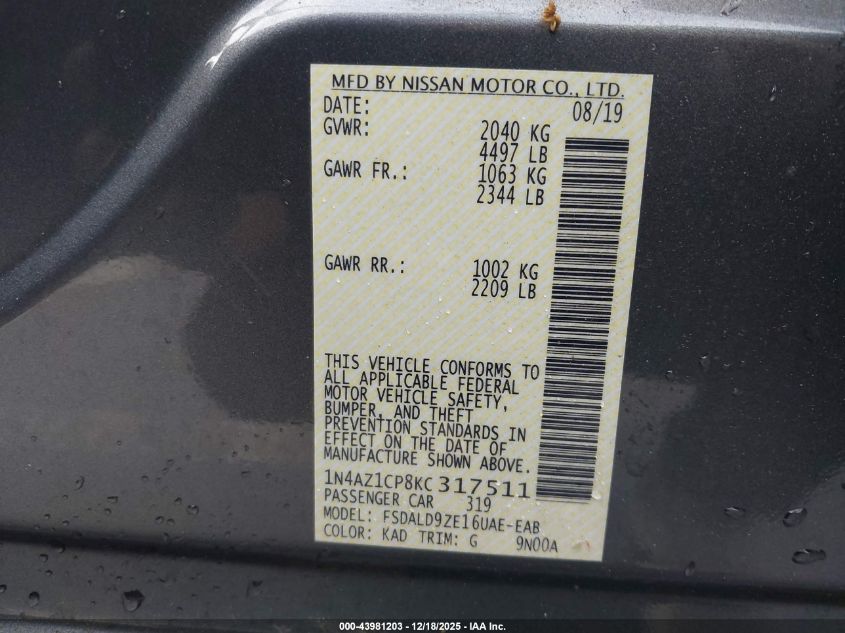 MFD BY NISSAN MOTOR CO., LTD.
DATE: 08/19
GVWR: 2040 KG
4497 LB
GAWR FR.: 1063 KG
2344 LB
GAWR RR.: 1002 KG
2209 LB
THIS VEHICLE CONFORMS TO
ALL APPLICABLE FEDERAL
MOTOR VEHICLE SAFETY,
BUMPER, AND THEFT
PREVENTION STANDARDS IN
EFFECT ON THE DATE OF
MANUFACTURE SHOWN ABOVE.
1N4AZ1CP8KC317511
PASSENGER CAR 319
MODEL: FSDALD9ZE16UAE-EAB
COLOR: KAD TRIM: G 9N00A
000-43981203 - 12/18/2025 - IAA Inc.